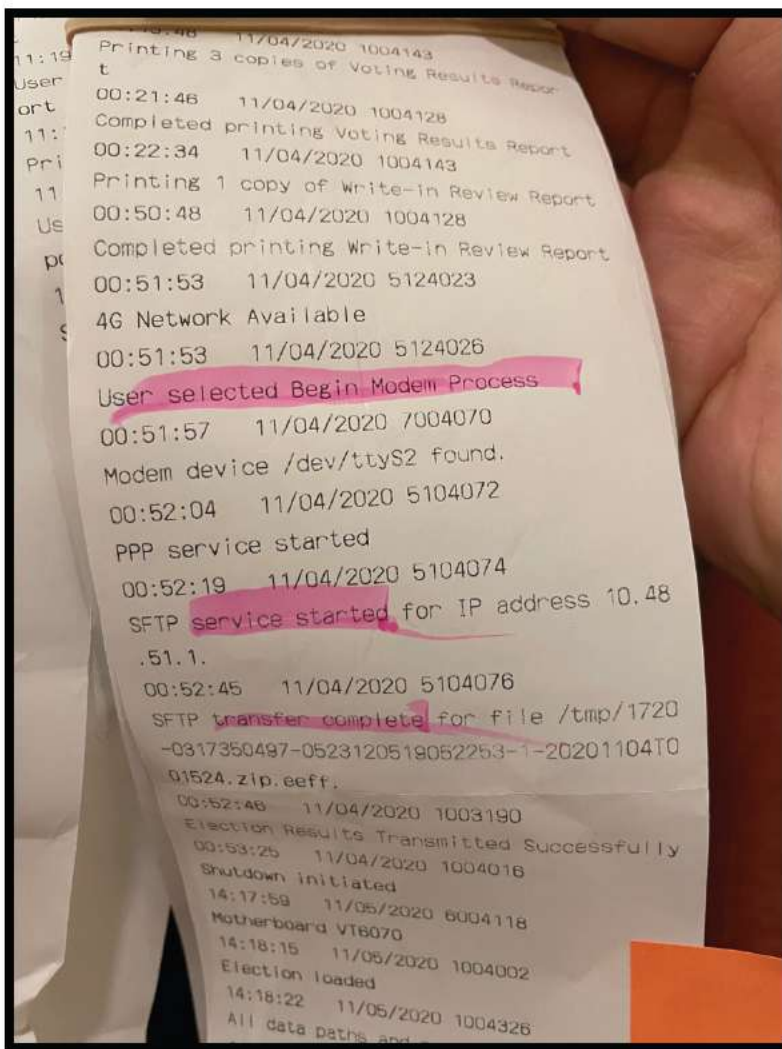 11/04/2020 1004143
Printing 3 copies of Voting Results Repor
t
00:21:46 11/04/2020 1004128
Completed printing Voting Results Report
00:22:34 11/04/2020 1004143
Printing 1 copy of Write-in Review Report
00:50:48 11/04/2020 1004128
Completed printing Write-in Review Report
00:51:53 11/04/2020 5124023
4G Network Available
00:51:53 11/04/2020 5124026
User selected Begin Modem Process
00:51:57 11/04/2020 7004070
Modem device /dev/ttyS2 found.
00:52:04 11/04/2020 5104072
PPP service started
00:52:19 11/04/2020 5104074
SFTP service started for IP address 10.48
.51.1.
00:52:45 11/04/2020 5104076
SFTP transfer complete for file /tmp/1720
-0317350497-0523120519052253-1-20201104T0
01524.zip.eeff.
00:52:46 11/04/2020 1003190
Election Results Transmitted Successfully
00:53:25 11/04/2020 1004016
Shutdown initiated
14:17:59 11/05/2020 6004118
Motherboard VT6070
14:18:15 11/05/2020 1004002
Election loaded
14:18:22 11/05/2020 1004326
All data paths and
11:19
User
ort
11:
Pri
11
Us